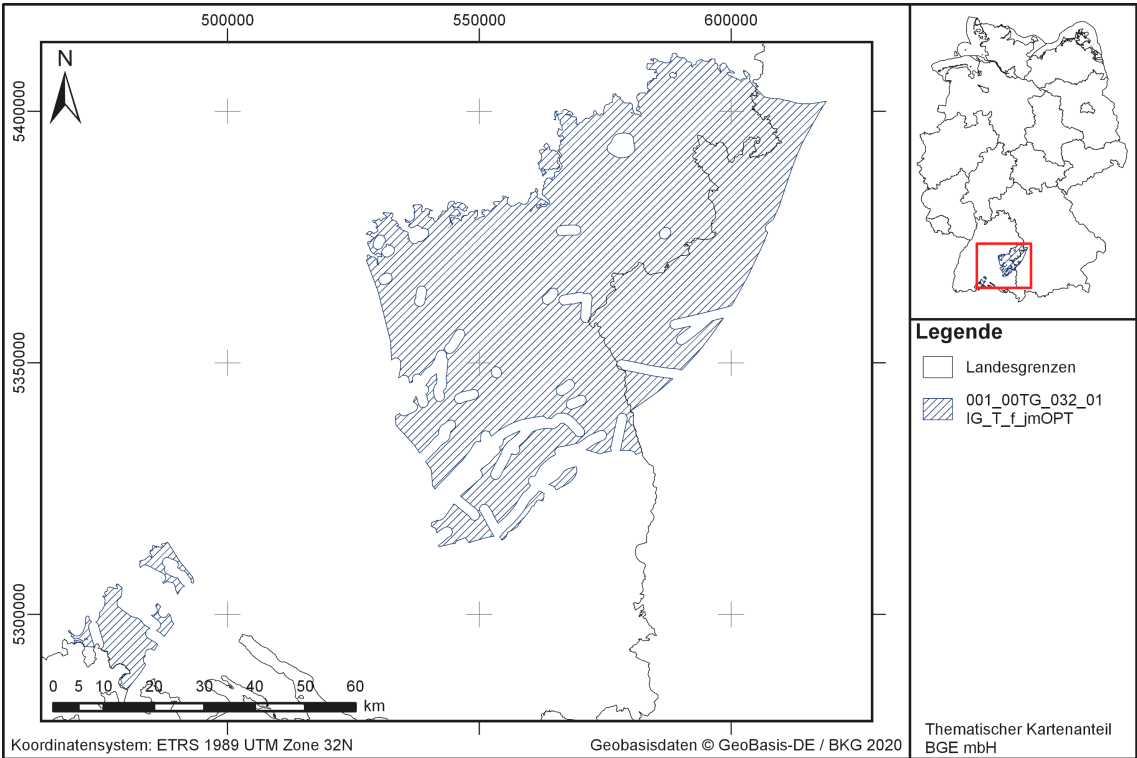 500000
550000
600000
N
5400000
5350000
5300000
0 5 10 20 30 40 50 60
km
Koordinatensystem: ETRS 1989 UTM Zone 32N
Geobasisdaten © GeoBasis-DE / BKG 2020
Legende
Landesgrenzen
001_00TG_032_01
IG_T_f_jmOPT
Thematischer Kartenanteil
BGE mbH